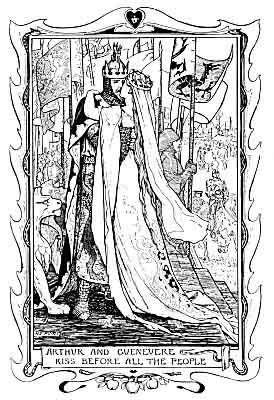 ARTHUR AND GUENEVERE
KISS BEFORE ALL THE PEOPLE